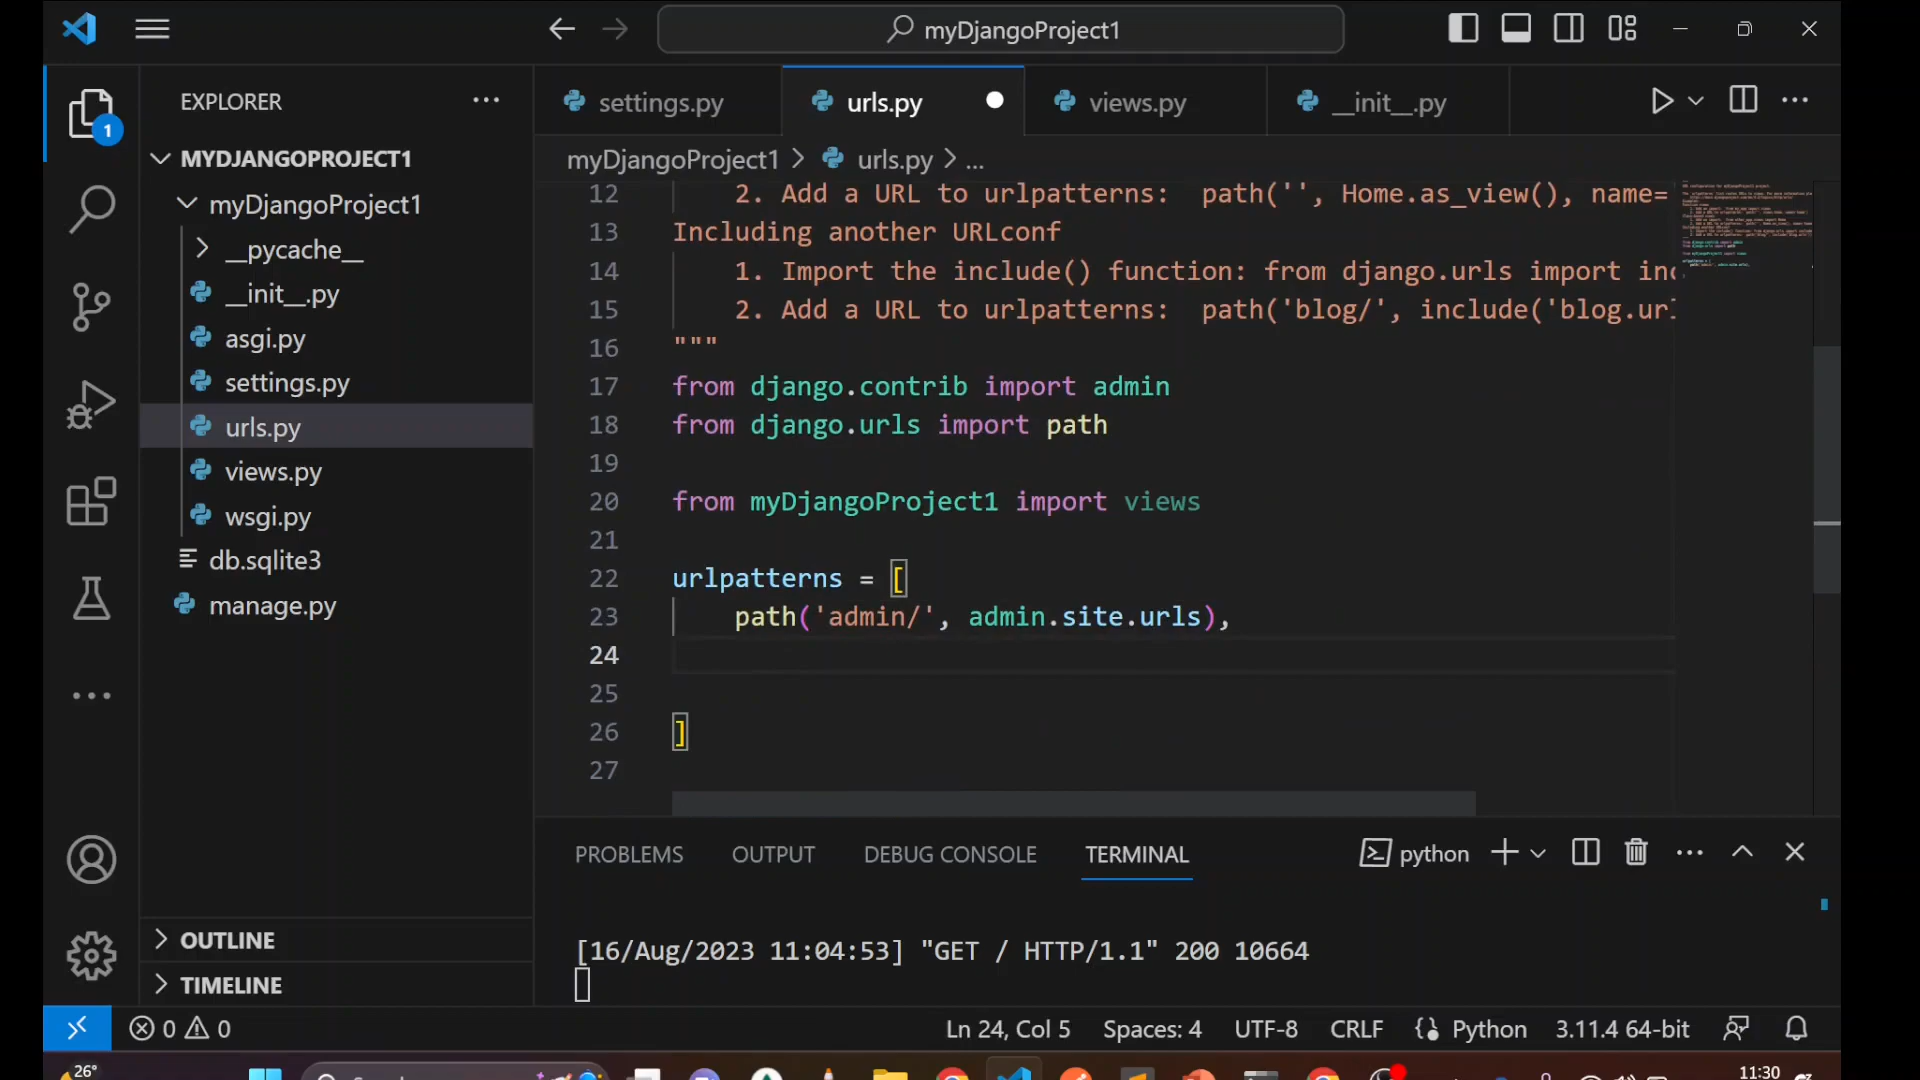 myDjangoProject1
1
EXPLORER
MYDJANGOPROJECT1
myDjangoProject1
__pycache__
__init__.py
asgi.py
settings.py
urls.py
views.py
wsgi.py
db.sqlite3
manage.py
OUTLINE
TIMELINE
settings.py
urls.py
views.py
__init__.py
myDjangoProject1 > urls.py > ...
12 2. Add a URL to urlpatterns:  path('', Home.as_view(), name=
13 Including another URLconf
14 1. Import the include() function: from django.urls import inc
15 2. Add a URL to urlpatterns:  path('blog/', include('blog.url
16 """
17 from django.contrib import admin
18 from django.urls import path
19
20 from myDjangoProject1 import views
21
22 urlpatterns = [
23 path('admin/', admin.site.urls),
24
25
26 ]
27
PROBLEMS OUTPUT DEBUG CONSOLE TERMINAL python
[16/Aug/2023 11:04:53] "GET / HTTP/1.1" 200 10664
0 0 Ln 24, Col 5 Spaces: 4 UTF-8 CRLF Python 3.11.4 64-bit
26° 11:30